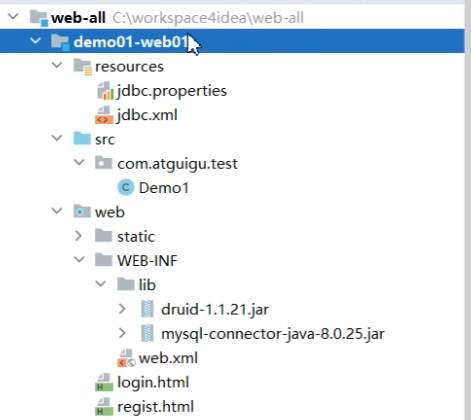 web-all C:\workspace4idea\web-all
demo01-web01
resources
jdbc.properties
jdbc.xml
src
com.atguigu.test
Demo1
web
static
WEB-INF
lib
druid-1.1.21.jar
mysql-connector-java-8.0.25.jar
web.xml
login.html
regist.html